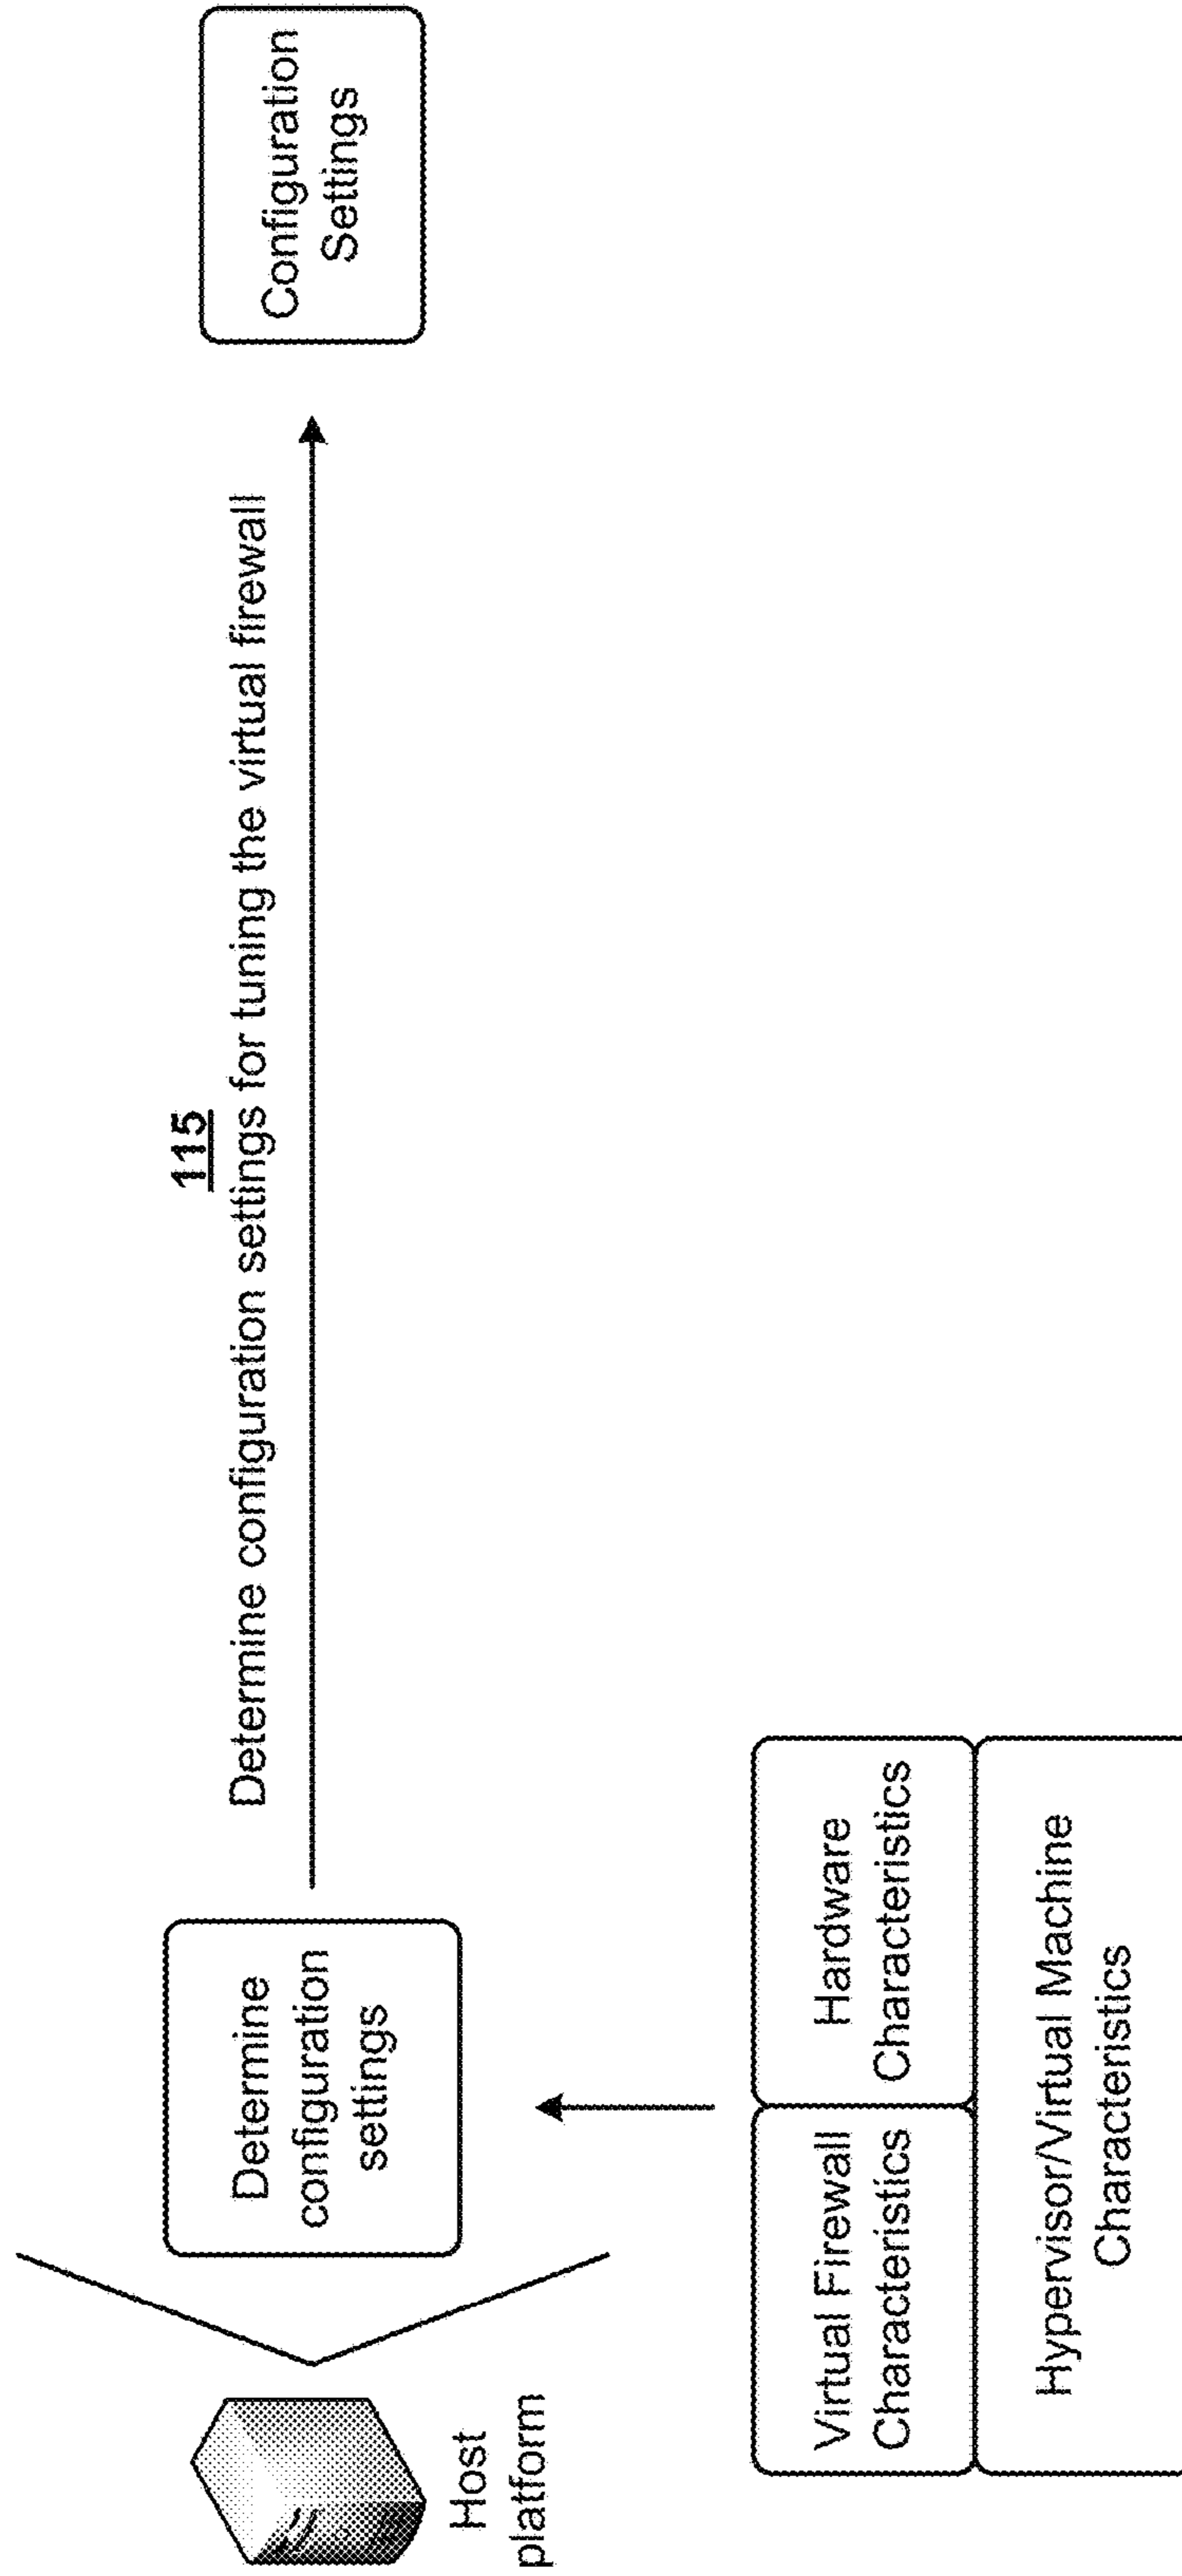 115
Determine configuration settings for tuning the virtual firewall
Host
platform
Determine
configuration
settings
Configuration
Settings
Virtual Firewall
Characteristics
Hardware
Characteristics
Hypervisor/Virtual Machine
Characteristics